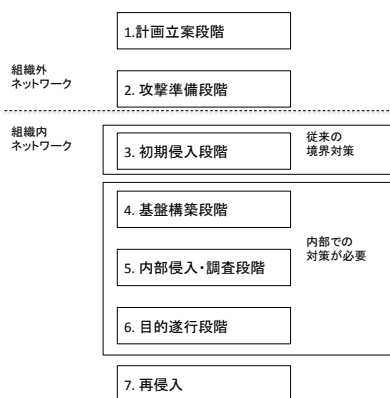 1.計画立案段階
組織外
ネットワーク
2. 攻撃準備段階
組織内
ネットワーク
3. 初期侵入段階
従来の
境界対策
4. 基盤構築段階
内部での
対策が必要
5. 内部侵入・調査段階
6. 目的遂行段階
7. 再侵入